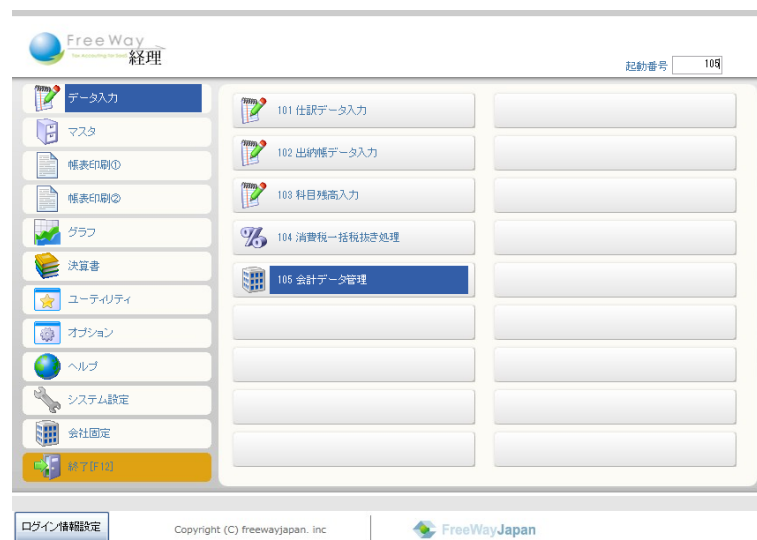 FreeWay
経理
起動番号 105
データ入力
マスタ
帳表印刷①
帳表印刷②
グラフ
決算書
ユーティリティ
オプション
ヘルプ
システム設定
会社固定
終了[F12]
101 仕訳データ入力
102 出納帳データ入力
103 科目残高入力
104 消費税一括税抜き処理
105 会計データ管理
ログイン情報設定
Copyright (C) freewayjapan. inc
FreeWayJapan